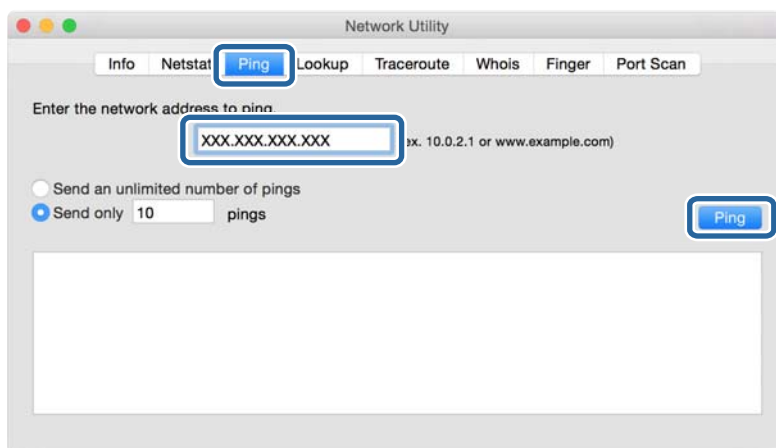 Network Utility
Info Netstat Ping Lookup Traceroute Whois Finger Port Scan
Enter the network address to ping.
XXX.XXX.XXX.XXX ex. 10.0.2.1 or www.example.com)
Send an unlimited number of pings
Send only 10 pings
Ping